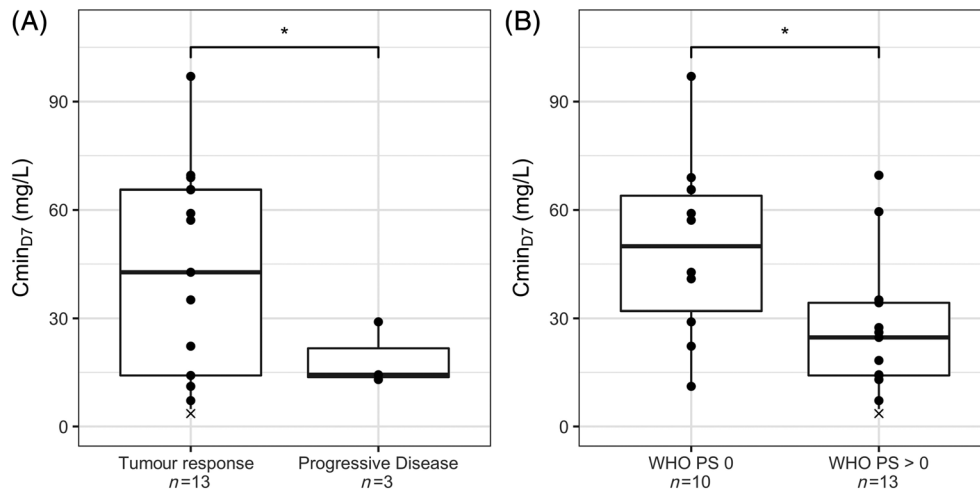 (A)
*
90
60
30
0
CminD7 (mg/L)
Tumour response
n=13
Progressive Disease
n=3
(B)
*
90
60
30
0
CminD7 (mg/L)
WHO PS 0
n=10
WHO PS > 0
n=13